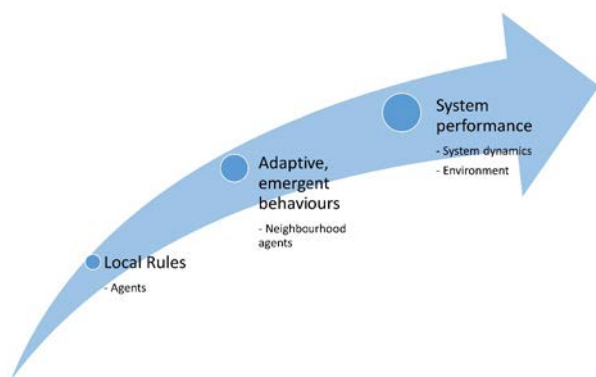 System
performance
- System dynamics
- Environment
Adaptive,
emergent
behaviours
- Neighbourhood
agents
Local Rules
- Agents